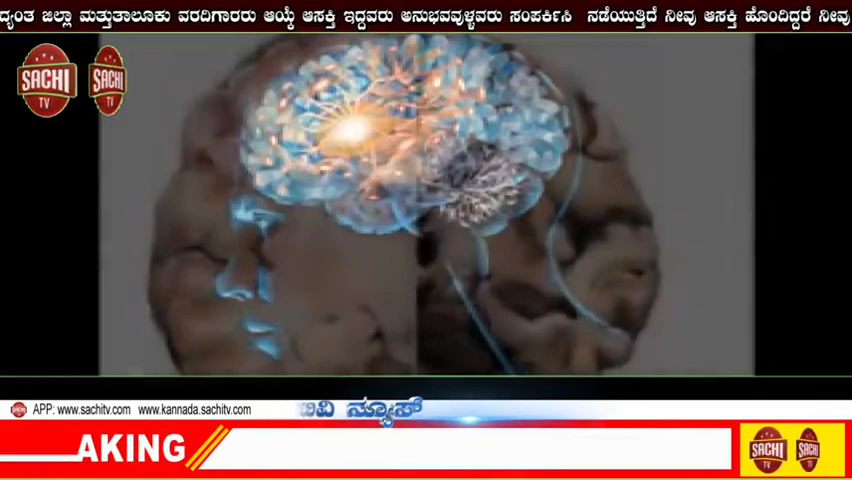 ದ್ಯಂತ ಜಿಲ್ಲಾ ಮತ್ತುತಾಲೂಕು ವರದಿಗಾರರು ಆಯ್ಕೆ ಆಸಕ್ತಿ ಇದ್ದವರು ಅನುಭವವುಳ್ಳವರು ಸಂಪರ್ಕಿಸಿ ನಡೆಯುತ್ತಿದೆ ನೀವು ಆಸಕ್ತಿ ಹೊಂದಿದ್ದರೆ ನೀವು
SACHI TV SACHI TV
APP: www.sachitv.com www.kannada.sachitv.com ಟಿವಿ ನ್ಯೂಸ್
AKING
SACHI TV SACHI TV